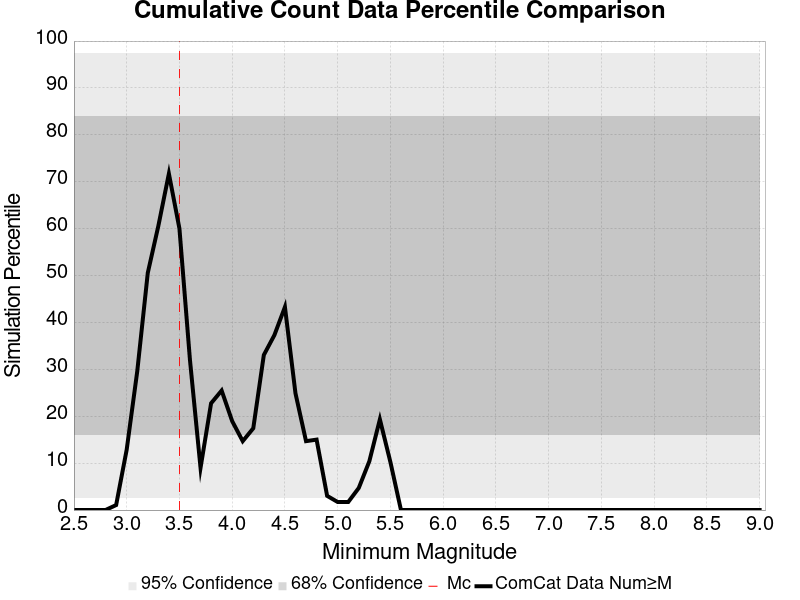 Cumulative Count Data Percentile Comparison
100
90
80
70
60
50
40
30
20
10
0
Simulation Percentile
2.5 3.0 3.5 4.0 4.5 5.0 5.5 6.0 6.5 7.0 7.5 8.0 8.5 9.0
Minimum Magnitude
95% Confidence 68% Confidence Mc ComCat Data Num≥M